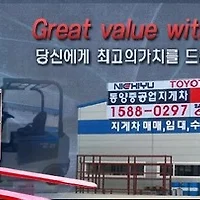 Great value wit
당신에게 최고의가치를 드
NICHIYU TOYO
동양중공업지게차
1588-0297
지게차매매,임대,수